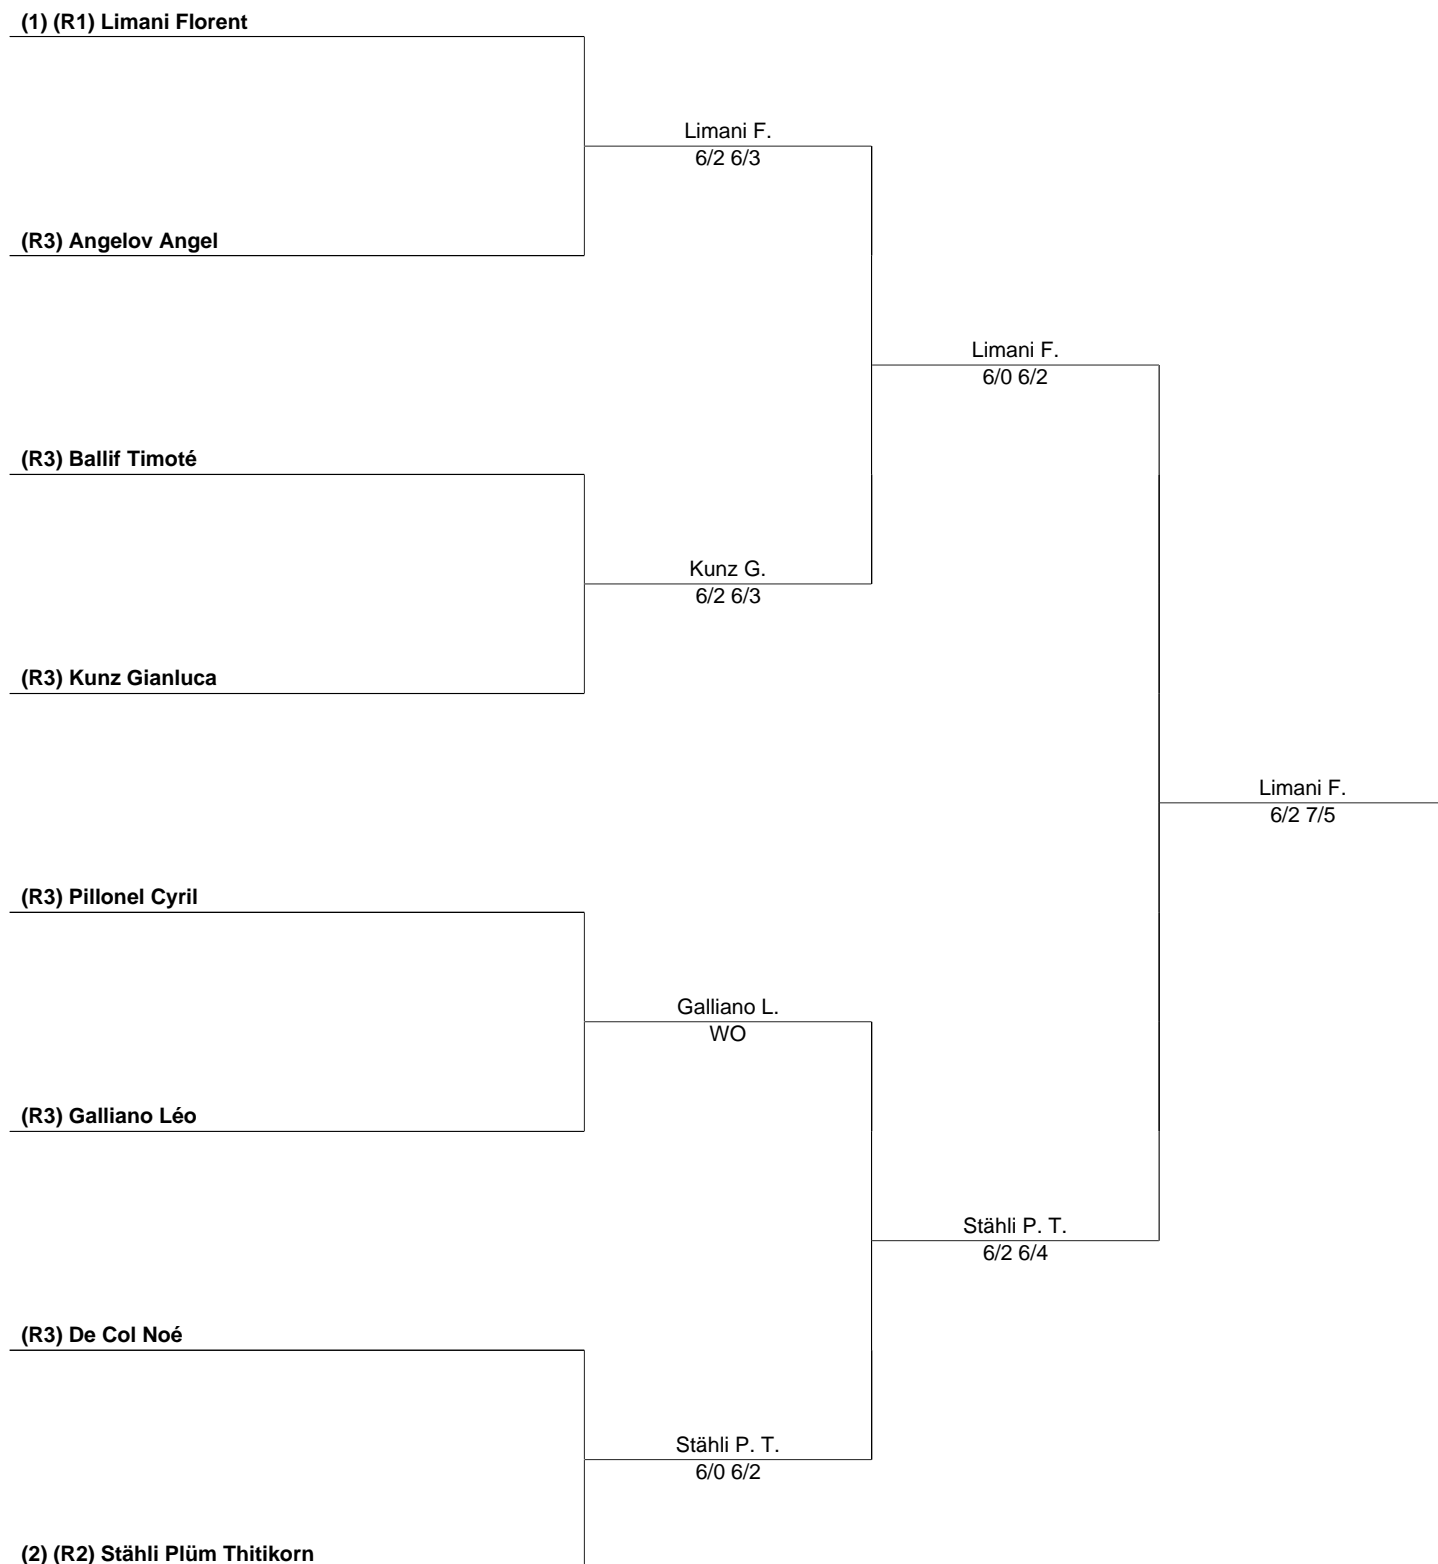 (1) (R1) Limani Florent
Limani F.
6/2 6/3
(R3) Angelov Angel
Limani F.
6/0 6/2
(R3) Ballif Timoté
Kunz G.
6/2 6/3
(R3) Kunz Gianluca
Limani F.
6/2 7/5
(R3) Pillonel Cyril
Galliano L.
WO
(R3) Galliano Léo
Stähli P. T.
6/2 6/4
(R3) De Col Noé
Stähli P. T.
6/0 6/2
(2) (R2) Stähli Plüm Thitikorn